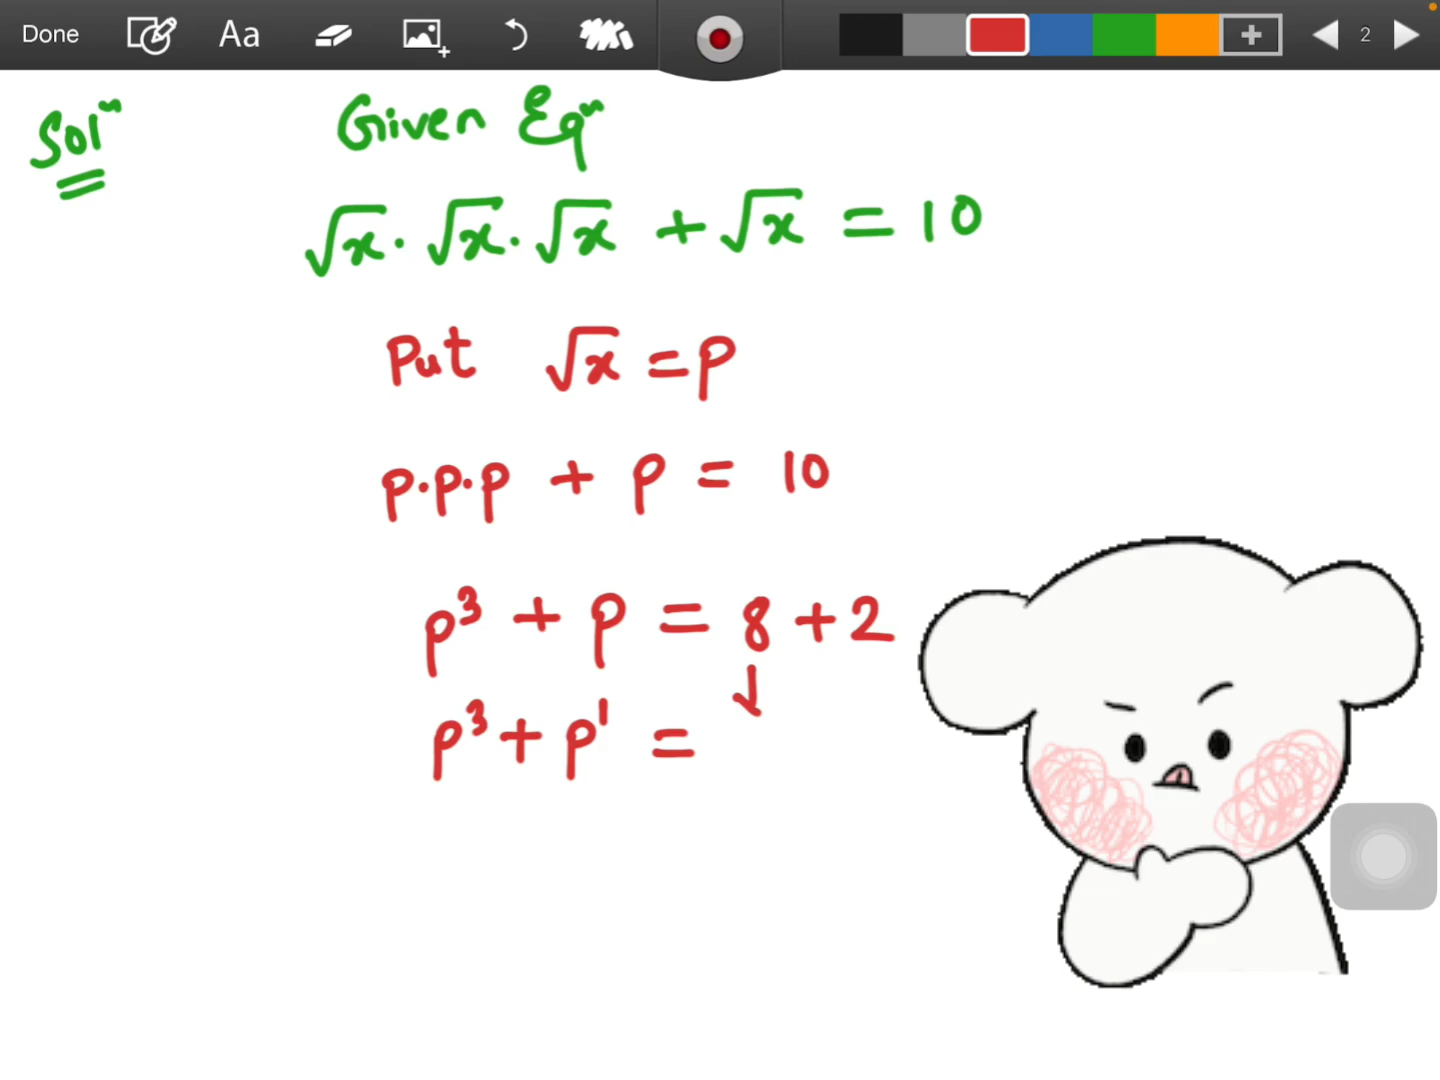 Done Aa 2
Solⁿ Given Eqⁿ
√x · √x · √x + √x = 10
Put √x = p
p·p·p + p = 10
p³ + p = 8 + 2
p³ + p¹ =